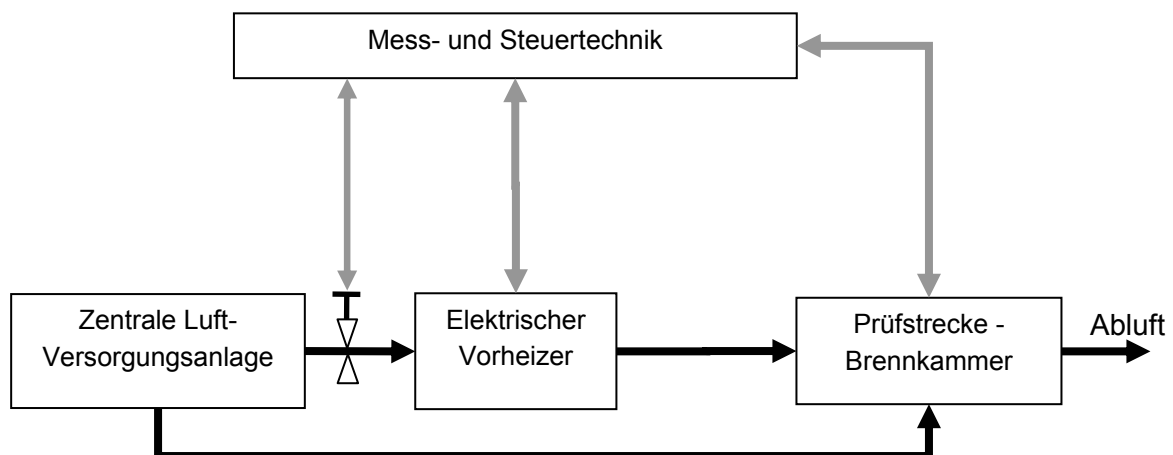 Mess- und Steuertechnik
Zentrale Luft-
Versorgungsanlage
Elektrischer
Vorheizer
Prüfstrecke -
Brennkammer
Abluft